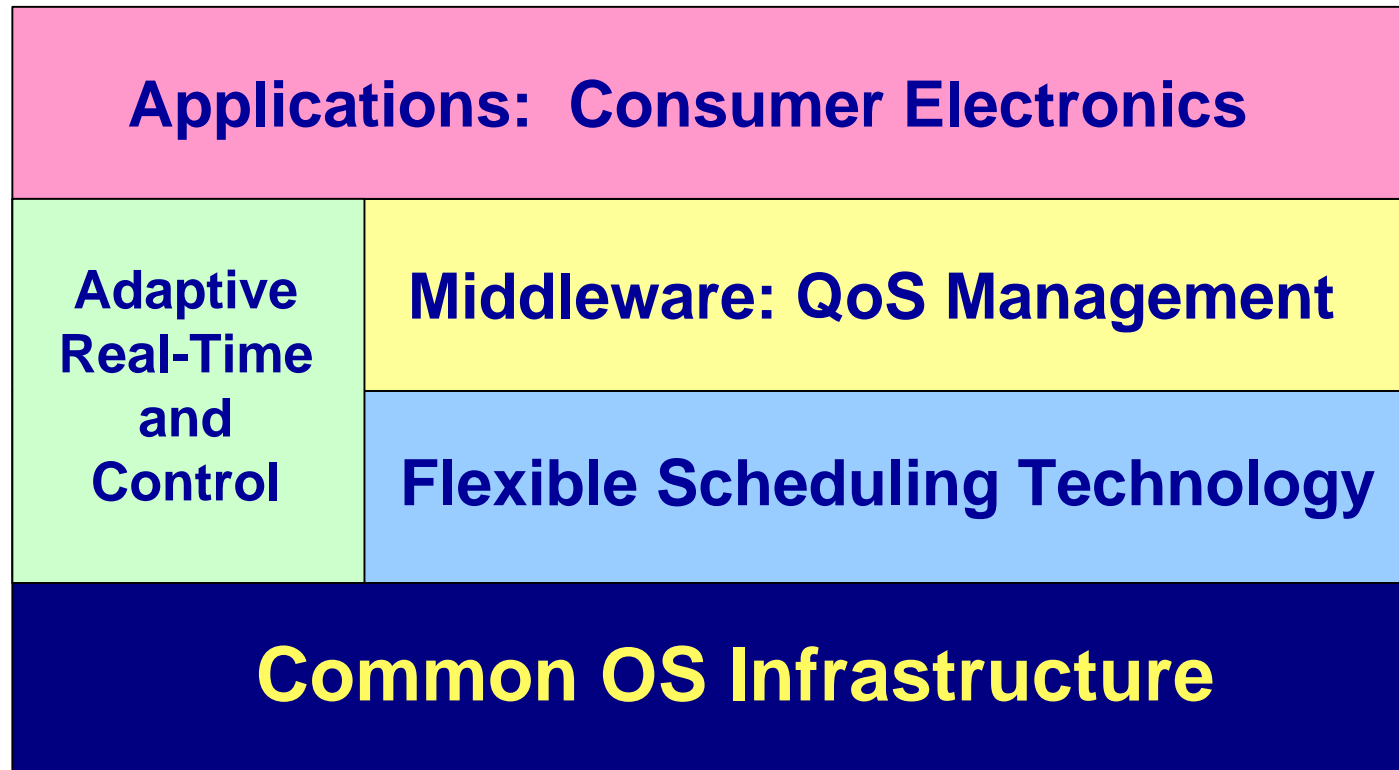 Applications: Consumer Electronics
Adaptive
Real-Time
and
Control
Middleware: QoS Management
Flexible Scheduling Technology
Common OS Infrastructure